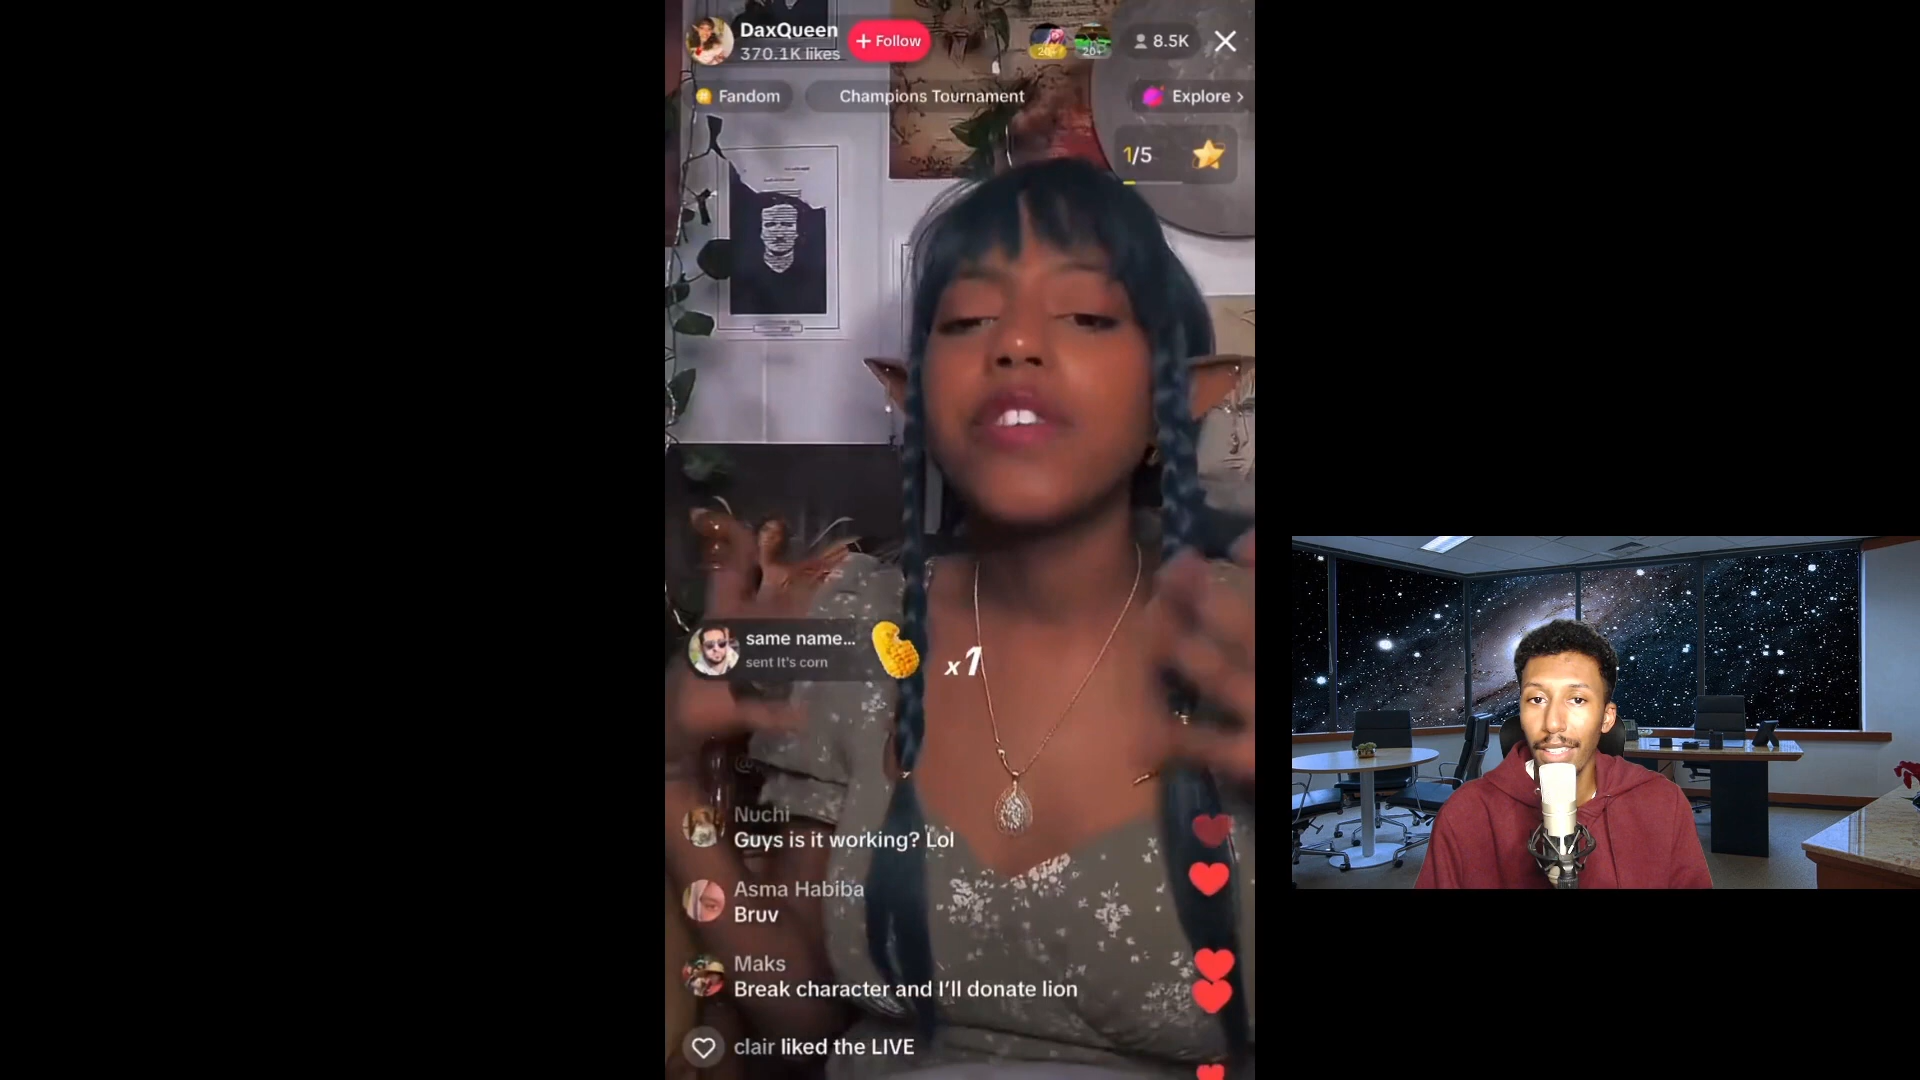 DaxQueen
370.1K likes
+ Follow
20+
20+
8.5K
Fandom
Champions Tournament
Explore >
1/5
same name...
sent It's corn
x1
Nuchi
Guys is it working? Lol
Asma Habiba
Bruv
Maks
Break character and I'll donate lion
clair liked the LIVE